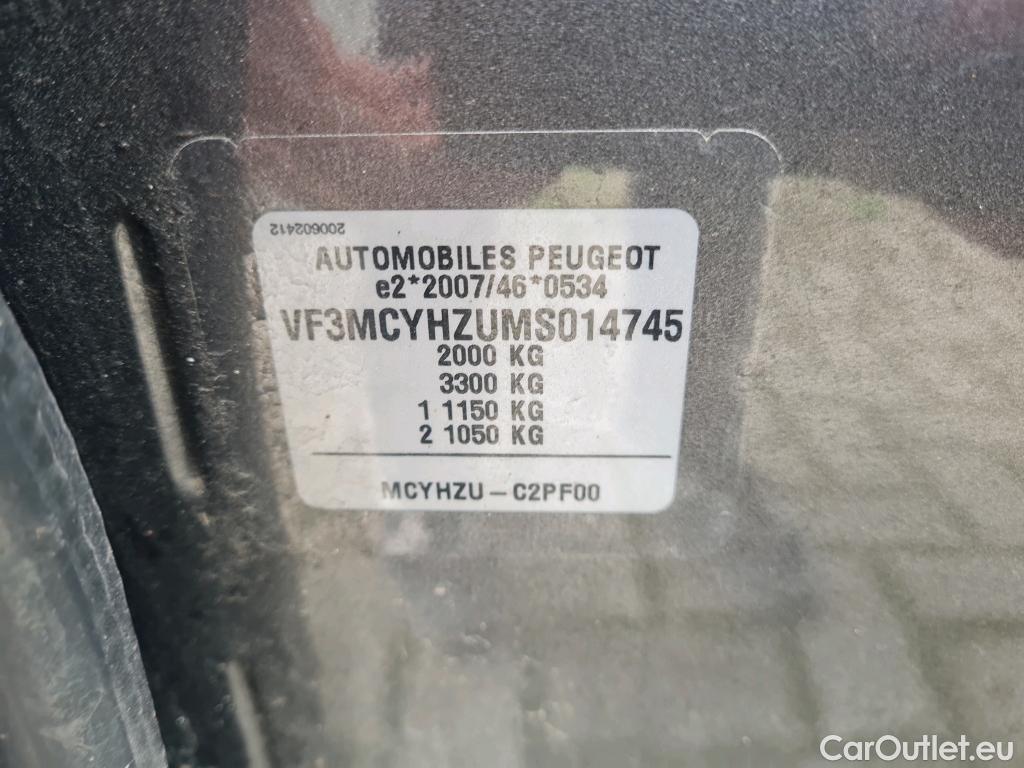 200602412
AUTOMOBILES PEUGEOT
e2*2007/46*0534
VF3MCYHZUMS014745
2000 KG
3300 KG
1 1150 KG
2 1050 KG
MCYHZU - C2PF00
CarOutlet.eu